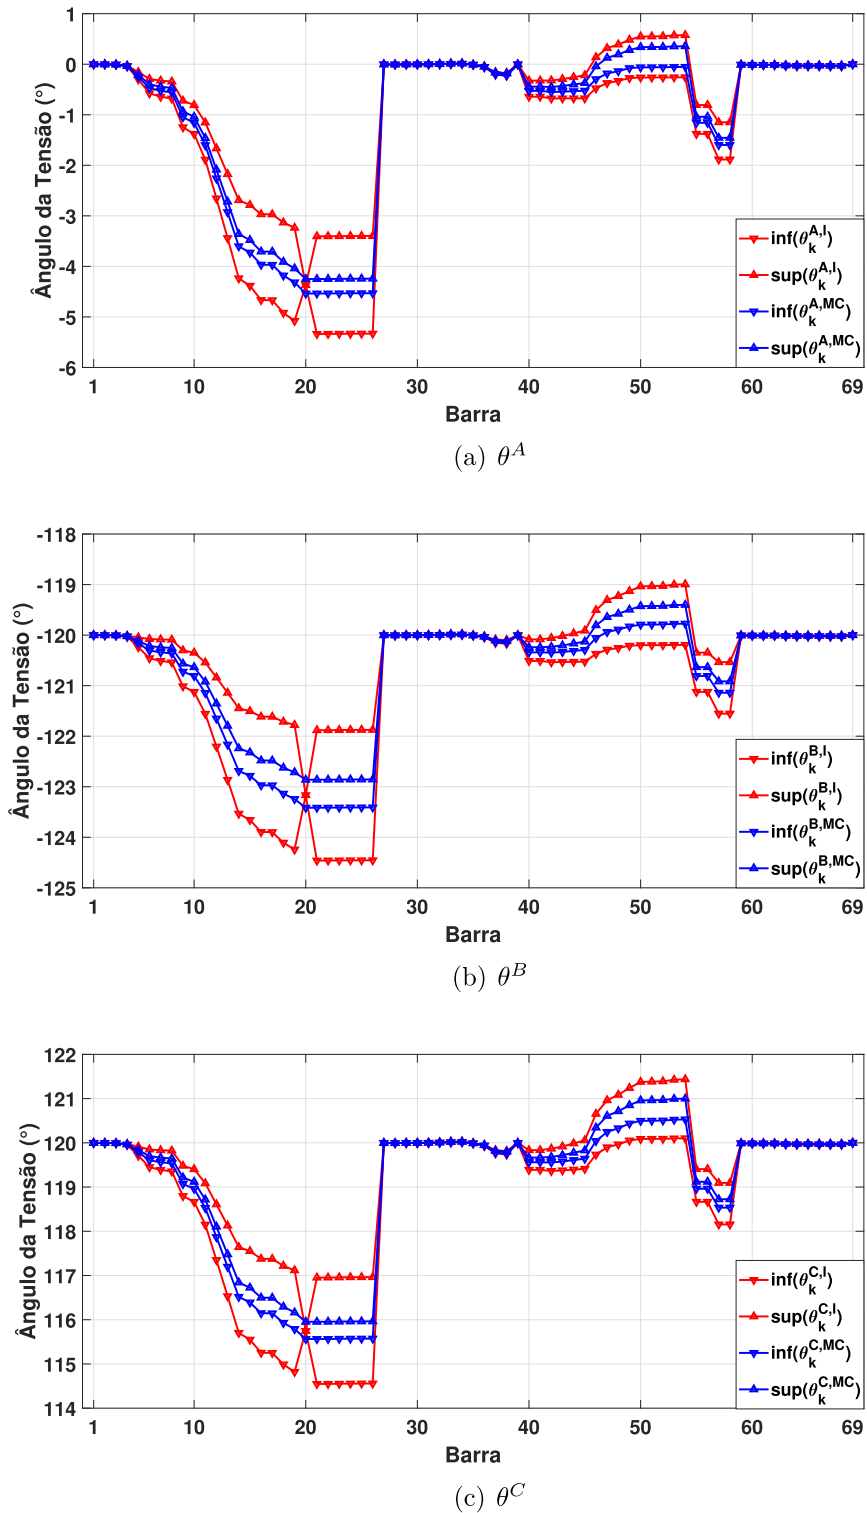 1
0
-1
-2
-3
-4
-5
-6
Ângulo da Tensão (°)
inf(θ_k^{A,I})
sup(θ_k^{A,I})
inf(θ_k^{A,MC})
sup(θ_k^{A,MC})
1 10 20 30 40 50 60 69
Barra
(a) θ^A
-118
-119
-120
-121
-122
-123
-124
-125
Ângulo da Tensão (°)
inf(θ_k^{B,I})
sup(θ_k^{B,I})
inf(θ_k^{B,MC})
sup(θ_k^{B,MC})
1 10 20 30 40 50 60 69
Barra
(b) θ^B
122
121
120
119
118
117
116
115
114
Ângulo da Tensão (°)
inf(θ_k^{C,I})
sup(θ_k^{C,I})
inf(θ_k^{C,MC})
sup(θ_k^{C,MC})
1 10 20 30 40 50 60 69
Barra
(c) θ^C